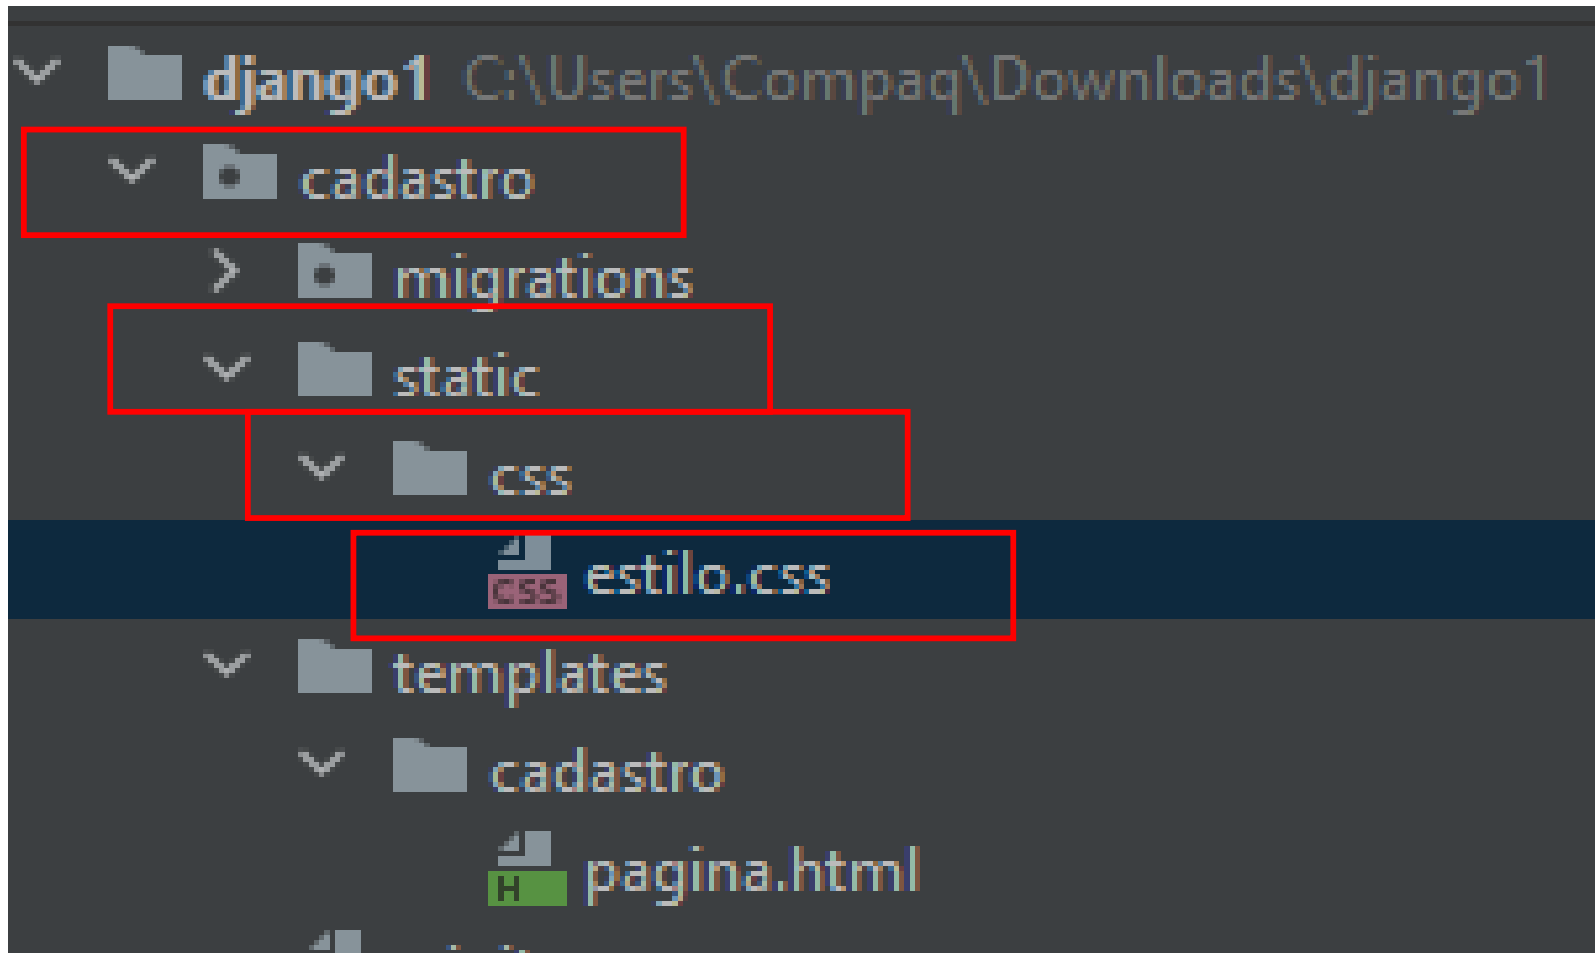 django1 C:\Users\Compaq\Downloads\django1
cadastro
migrations
static
css
css estilo.css
templates
cadastro
H pagina.html